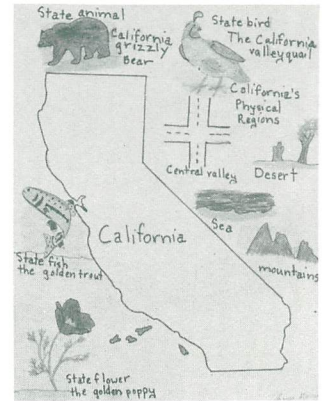 State animal
California
grizzly
Bear
State bird
The California
valley quail
California's
Physical
Regions
Central valley
Desert
Sea
mountains
California
State fish
the golden trout
State flower
the golden poppy